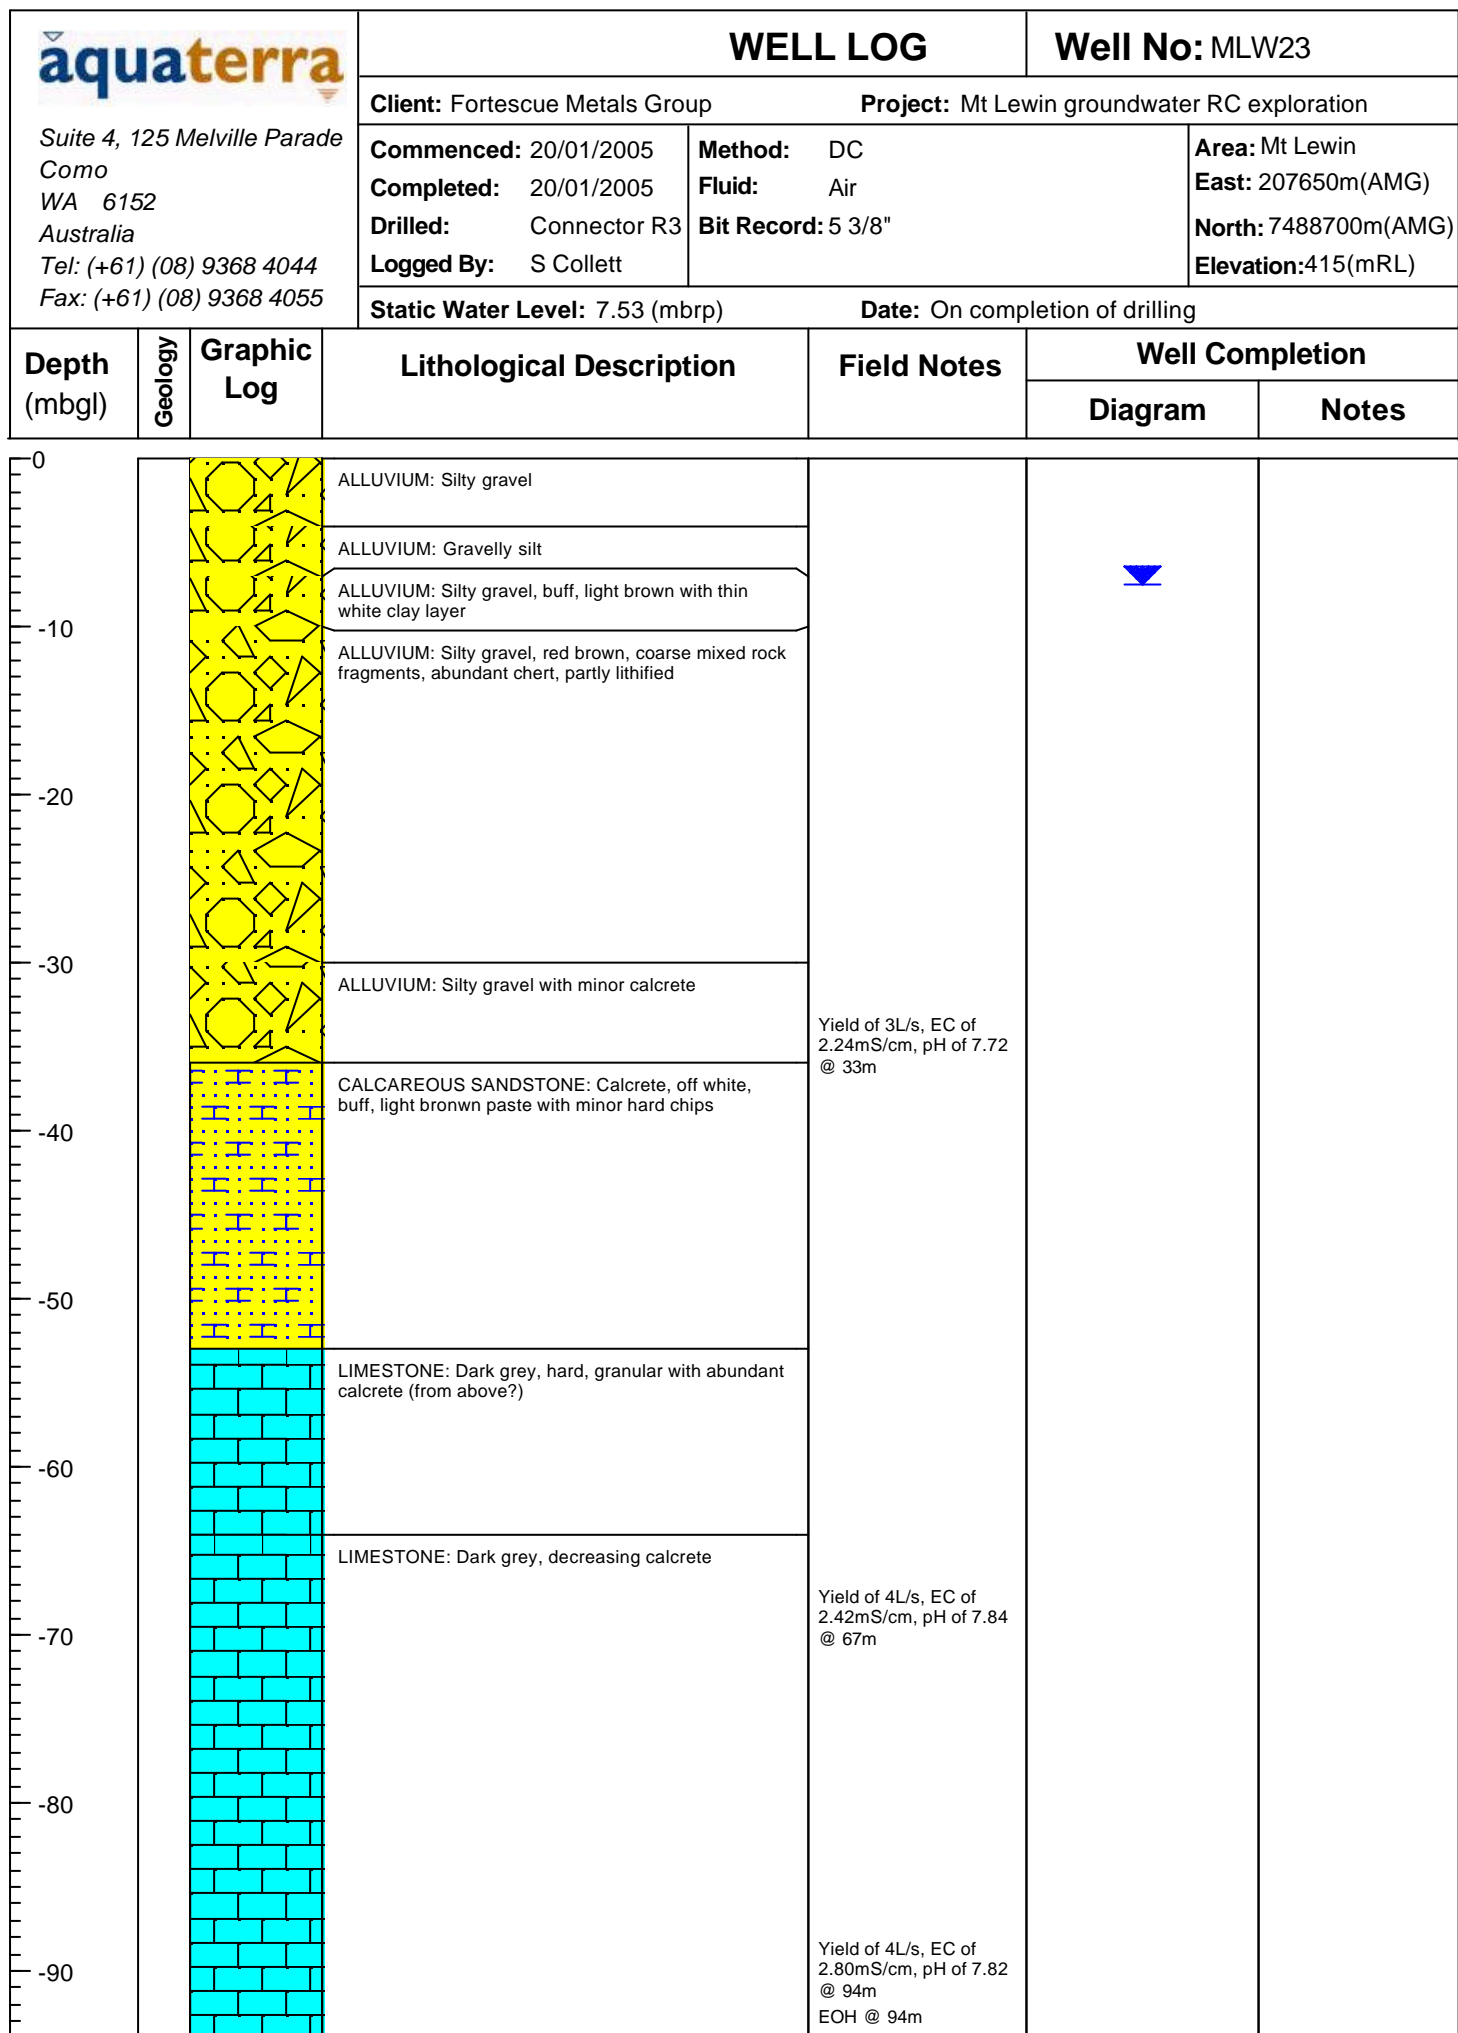 aquaterra
Suite 4, 125 Melville Parade
Como
WA 6152
Australia
Tel: (+61) (08) 9368 4044
Fax: (+61) (08) 9368 4055
WELL LOG
Well No: MLW23
Client: Fortescue Metals Group
Project: Mt Lewin groundwater RC exploration
Commenced: 20/01/2005
Completed: 20/01/2005
Drilled: Connector R3
Logged By: S Collett
Method: DC
Fluid: Air
Bit Record: 5 3/8"
Area: Mt Lewin
East: 207650m(AMG)
North: 7488700m(AMG)
Elevation:415(mRL)
Static Water Level: 7.53 (mbrp)
Date: On completion of drilling
Depth
(mbgl)
Geology
Graphic
Log
Lithological Description
Field Notes
Well Completion
Diagram
Notes
0
ALLUVIUM: Silty gravel
ALLUVIUM: Gravelly silt
ALLUVIUM: Silty gravel, buff, light brown with thin
white clay layer
-10
ALLUVIUM: Silty gravel, red brown, coarse mixed rock
fragments, abundant chert, partly lithified
-20
-30
ALLUVIUM: Silty gravel with minor calcrete
Yield of 3L/s, EC of
2.24mS/cm, pH of 7.72
@ 33m
CALCAREOUS SANDSTONE: Calcrete, off white,
buff, light bronwn paste with minor hard chips
-40
-50
LIMESTONE: Dark grey, hard, granular with abundant
calcrete (from above?)
-60
LIMESTONE: Dark grey, decreasing calcrete
Yield of 4L/s, EC of
2.42mS/cm, pH of 7.84
@ 67m
-70
-80
Yield of 4L/s, EC of
2.80mS/cm, pH of 7.82
@ 94m
EOH @ 94m
-90